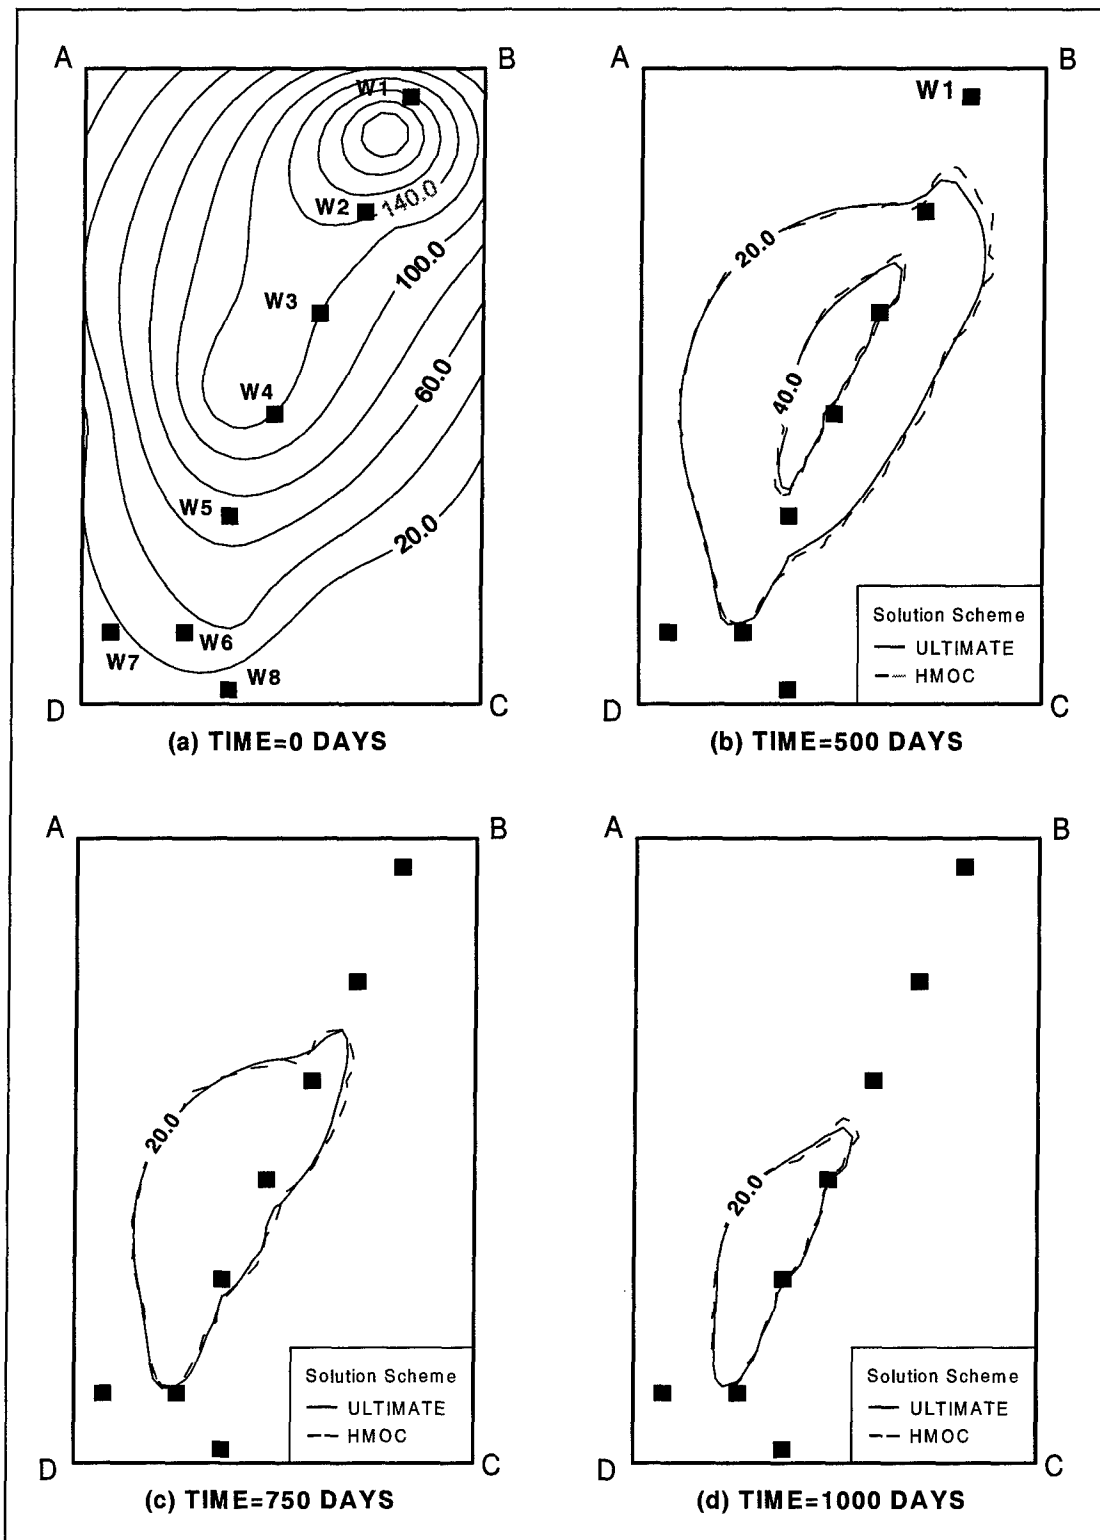 A
B
W1
W2
140.0
W3
100.0
W4
60.0
W5
20.0
W6
W7
W8
D
C
(a) TIME=0 DAYS
A
B
W1
20.0
40.0
Solution Scheme
ULTIMATE
HMOC
D
C
(b) TIME=500 DAYS
A
B
20.0
Solution Scheme
ULTIMATE
HMOC
D
C
(c) TIME=750 DAYS
A
B
20.0
Solution Scheme
ULTIMATE
HMOC
D
C
(d) TIME=1000 DAYS